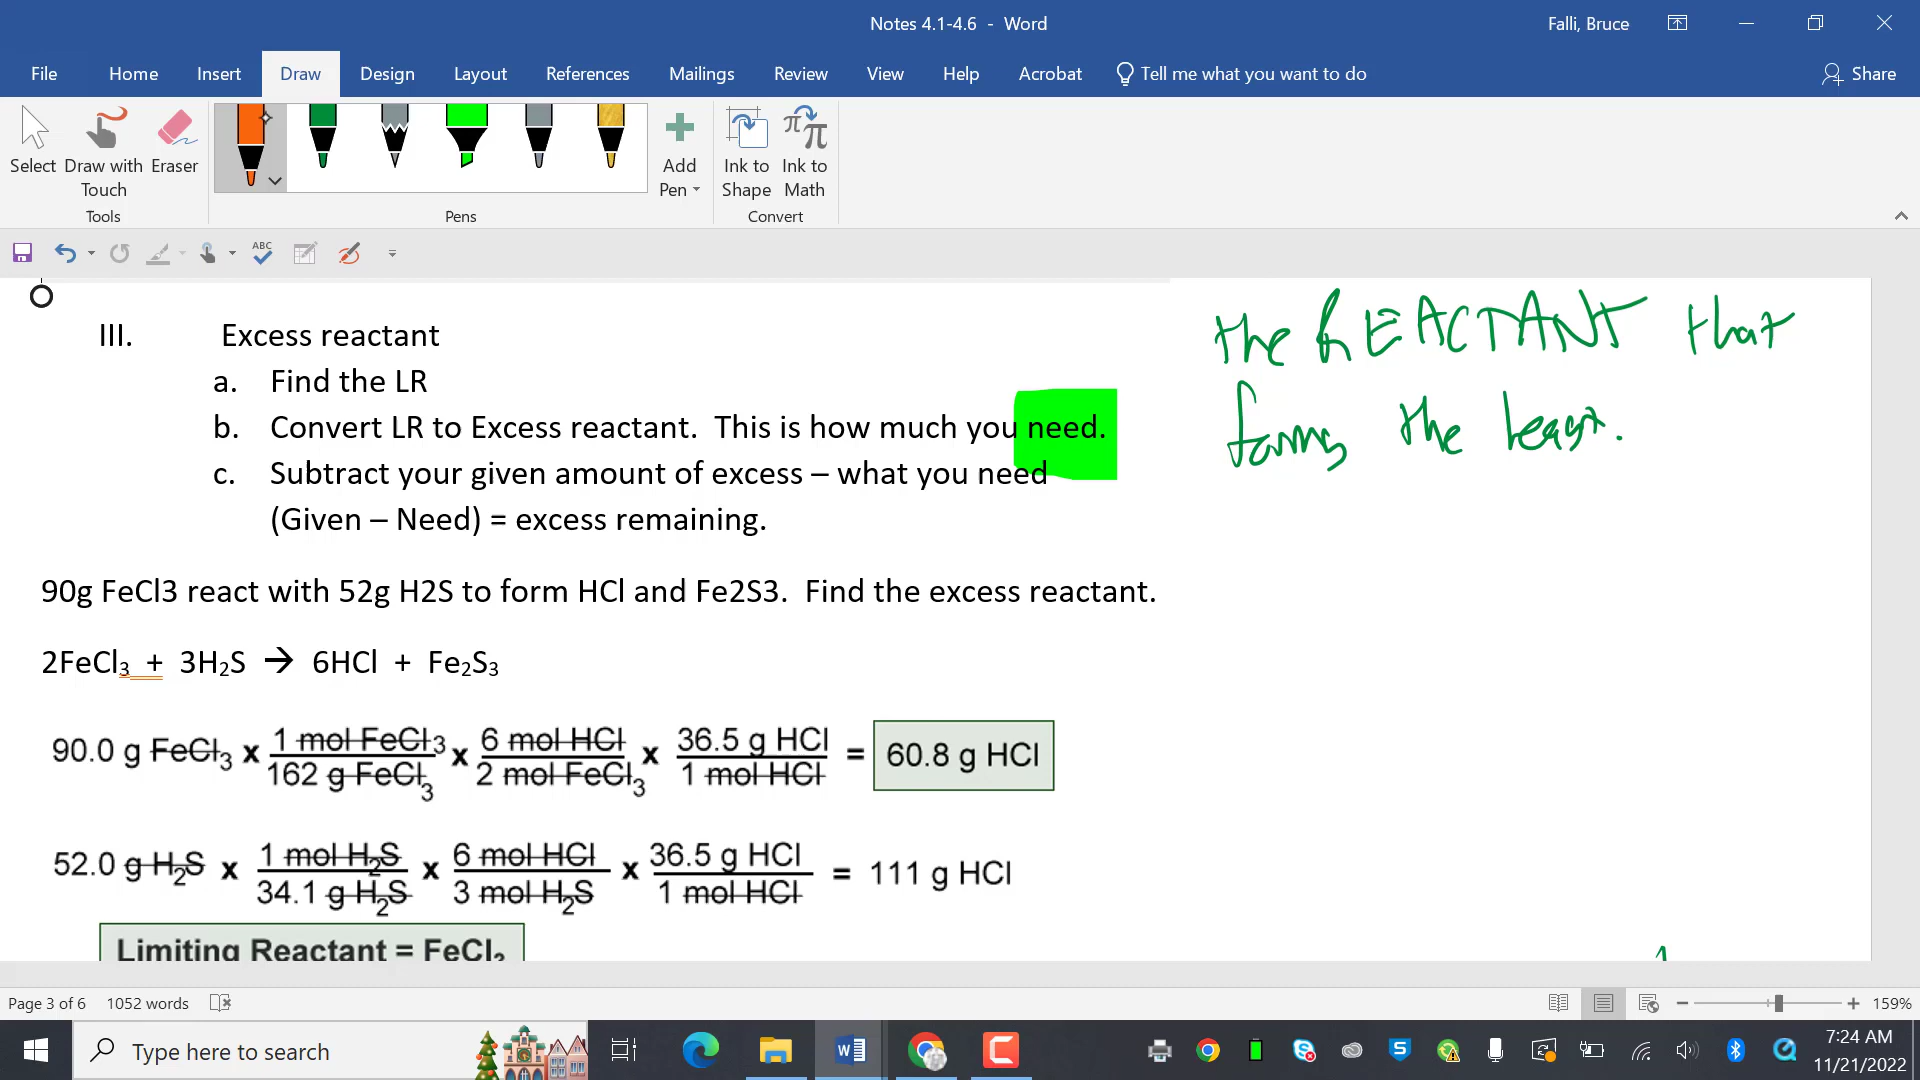 Notes 4.1-4.6 - Word
Falli, Bruce
File Home Insert Draw Design Layout References Mailings Review View Help Acrobat Tell me what you want to do Share
Select Draw with Touch Eraser
Add Pen
Ink to Shape Ink to Math
Tools Pens Convert
ABC
the REACTANT that
forms the least.
III. Excess reactant
a. Find the LR
b. Convert LR to Excess reactant. This is how much you need.
c. Subtract your given amount of excess – what you need
(Given – Need) = excess remaining.
90g FeCl3 react with 52g H2S to form HCl and Fe2S3. Find the excess reactant.
2FeCl₃ + 3H₂S → 6HCl + Fe₂S₃
90.0 g FeCl₃ x 1 mol FeCl₃ / 162 g FeCl₃ x 6 mol HCl / 2 mol FeCl₃ x 36.5 g HCl / 1 mol HCl = 60.8 g HCl
52.0 g H₂S x 1 mol H₂S / 34.1 g H₂S x 6 mol HCl / 3 mol H₂S x 36.5 g HCl / 1 mol HCl = 111 g HCl
Limiting Reactant = FeCl
Page 3 of 6 1052 words 159%
Type here to search
7:24 AM
11/21/2022